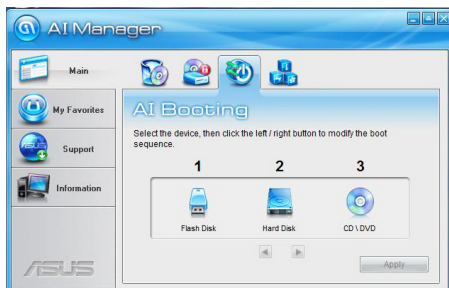 AI Manager
Main
My Favorites
Support
Information
AI Booting
Select the device, then click the left / right button to modify the boot
sequence.
1 2 3
Flash Disk Hard Disk CD \ DVD
Apply
ASUS